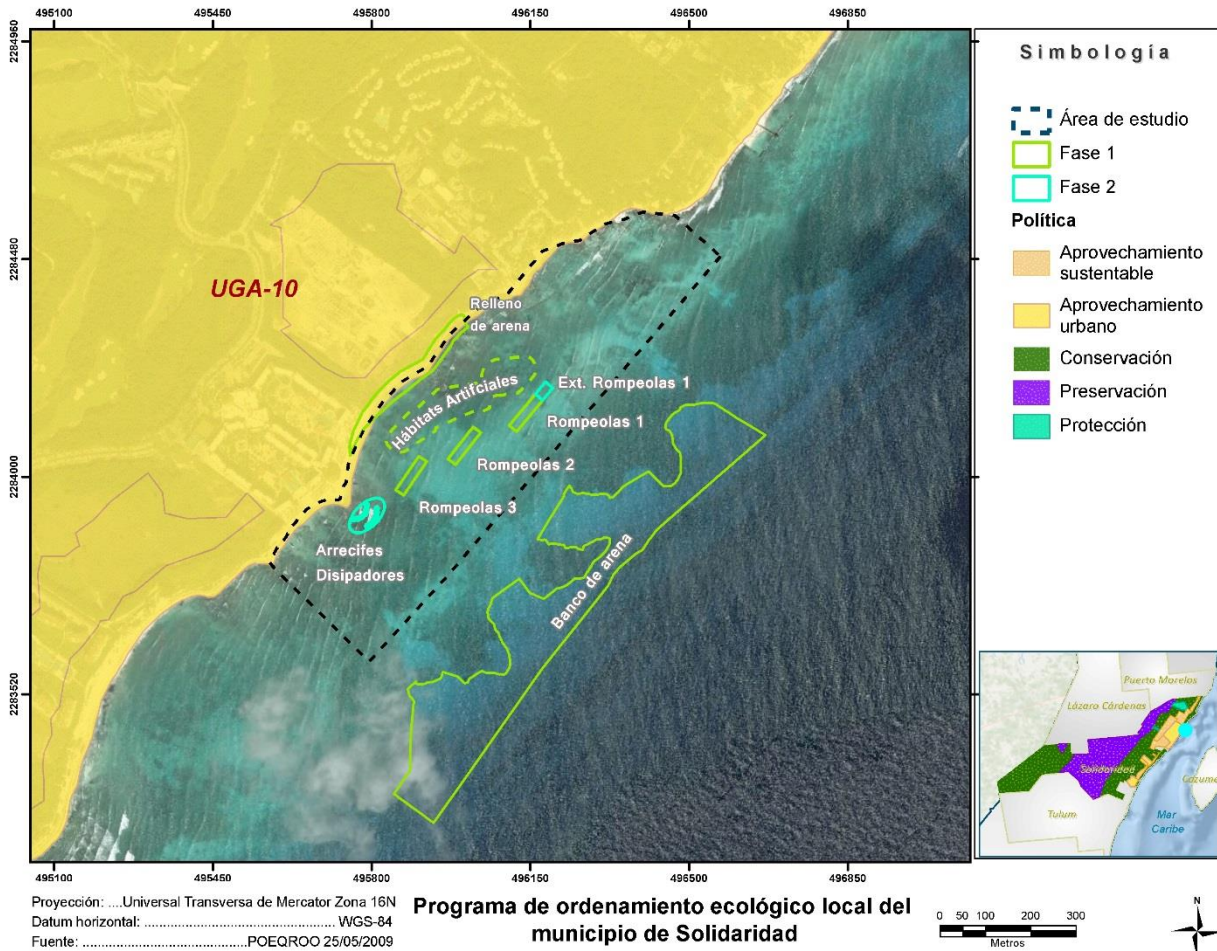 495100 495450 495800 496150 496500 496850
2284960
2284480
2284000
2283520
UGA-10
Relleno
de arena
Hábitats Artificiales
Ext. Rompeolas 1
Rompeolas 1
Rompeolas 2
Rompeolas 3
Arrecifes
Disipadores
Banco de arena
495100 495450 495800 496150 496500 496850
Simbología
Área de estudio
Fase 1
Fase 2
Política
Aprovechamiento
sustentable
Aprovechamiento
urbano
Conservación
Preservación
Protección
Puerto Morelos
Lázaro Cárdenas
Solidaridad
Cozume
Tulum
Mar
Caribe
Proyección: ....Universal Transversa de Mercator Zona 16N
Datum horizontal: ................................ WGS-84
Fuente: ................................POEQROO 25/05/2009
Programa de ordenamiento ecológico local del
municipio de Solidaridad
0 50 100 200 300
Metros
N